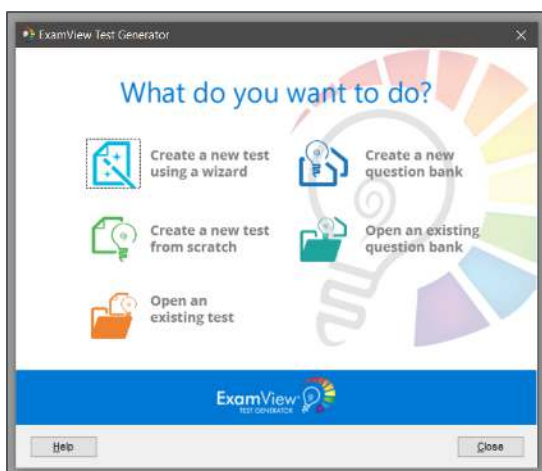 ExamView Test Generator
What do you want to do?
Create a new test
using a wizard
Create a new
question bank
Create a new test
from scratch
Open an existing
question bank
Open an
existing test
ExamView
TEST GENERATOR
Help
Close